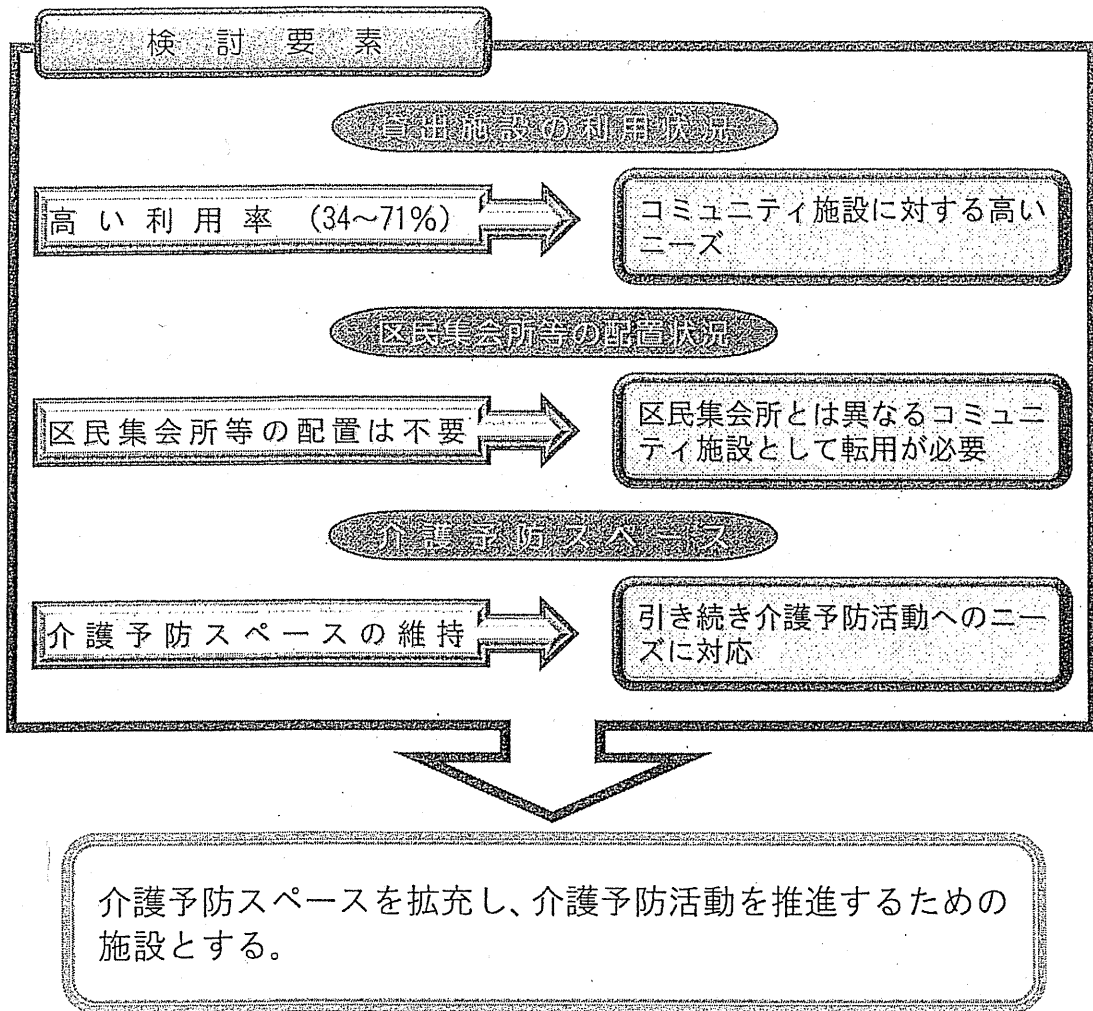 検討要素
貸出施設の利用状況
高い利用率 (34～71%)
コミュニティ施設に対する高い
ニーズ
区民集会所等の配置状況
区民集会所等の配置は不要
区民集会所とは異なるコミュニ
ティ施設として転用が必要
介護予防スペース
介護予防スペースの維持
引き続き介護予防活動へのニー
ズに対応
介護予防スペースを拡充し、介護予防活動を推進するための
施設とする。